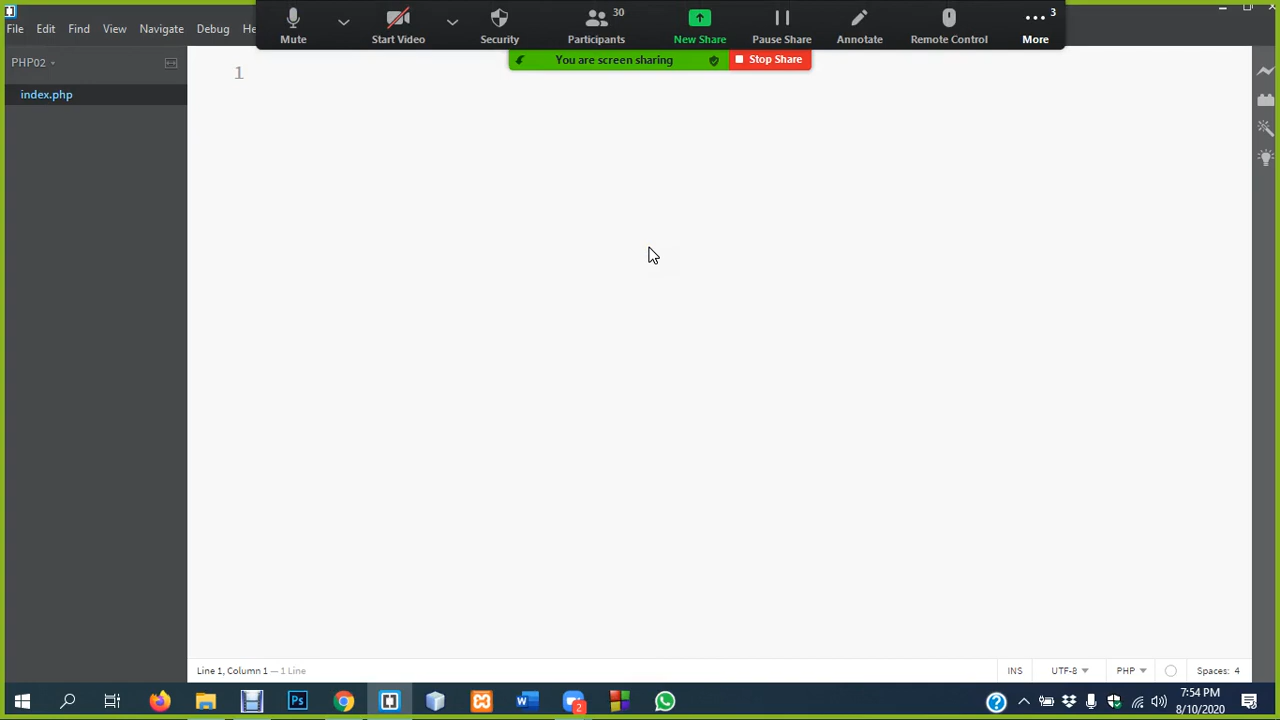 30
3
Mute
Start Video
Security
Participants
New Share
Pause Share
Annotate
Remote Control
More
File Edit Find View Navigate Debug He
You are screen sharing
Stop Share
PHP02
1
index.php
Line 1, Column 1 — 1 Line
INS
UTF-8
PHP
Spaces: 4
Ps
2
7:54 PM
8/10/2020